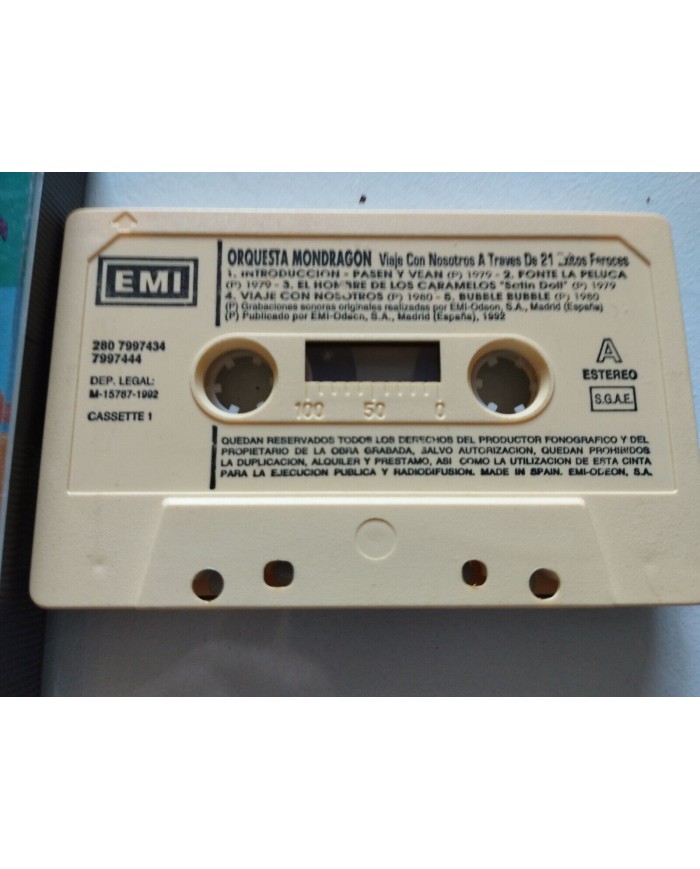 EMI
ORQUESTA MONDRAGON Viaje Con Nosotros A Traves De 21 Exitos Feroces
1. INTRODUCCION - PASEN Y VEAN (P) 1979 - 2. PONTE LA PELUCA
(P) 1979 - 3. EL HOMBRE DE LOS CARAMELOS "Satin Doll" (P) 1979
4. VIAJE CON NOSOTROS (P) 1980 - 5. BUBBLE BUBBLE (P) 1980
(P) Grabaciones sonoras originales realizadas por EMI-Odeon, S.A., Madrid (España)
(P) Publicado por EMI-Odeon, S.A., Madrid (España), 1992
280 7997434
7997444
DEP. LEGAL:
M-15767-1992
CASSETTE 1
A
ESTEREO
S.G.A.E.
100 50 0
QUEDAN RESERVADOS TODOS LOS DERECHOS DEL PRODUCTOR FONOGRAFICO Y DEL
PROPIETARIO DE LA OBRA GRABADA, SALVO AUTORIZACION, QUEDAN PROHIBIDOS
LA DUPLICACION, ALQUILER Y PRESTAMO, ASI COMO LA UTILIZACION DE ESTA CINTA
PARA LA EJECUCION PUBLICA Y RADIODIFUSION. MADE IN SPAIN. EMI-ODEON, S.A.